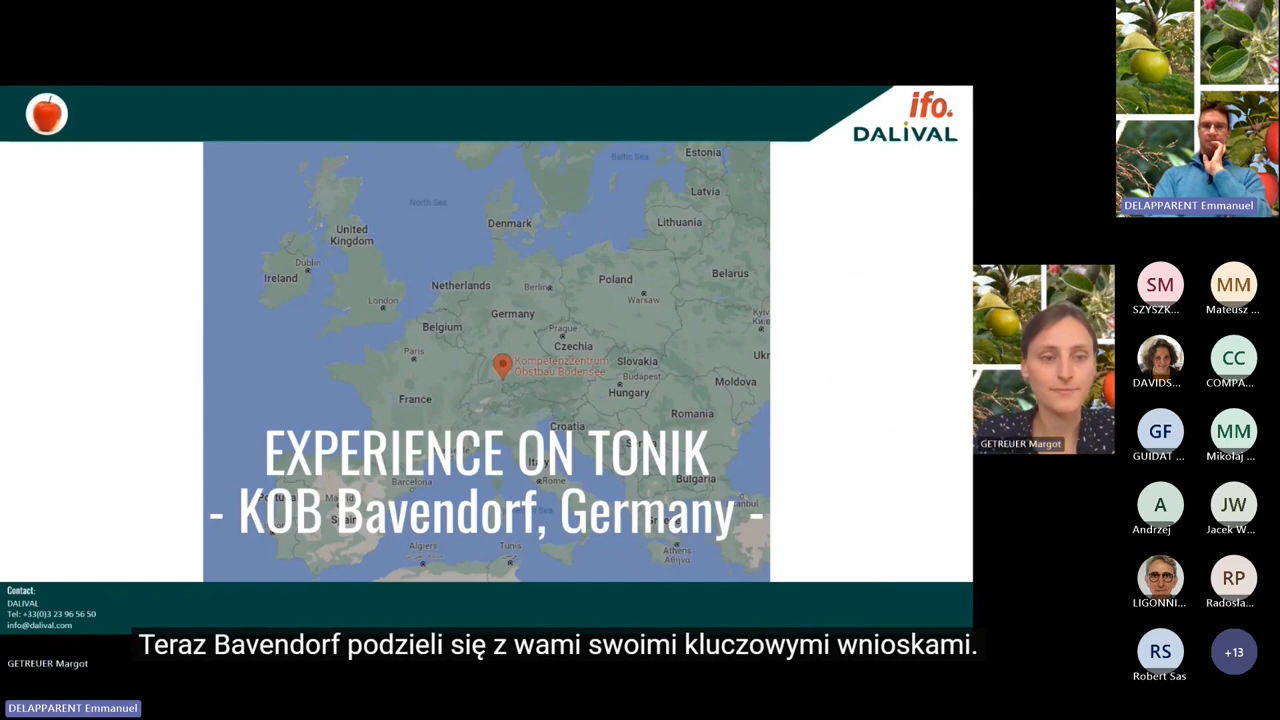 ifo.
DALIVAL
Estonia
Baltic Sea
Latvia
North Sea
Denmark
Lithuania
United
Kingdom
Dublin
Ireland
Netherlands
Berlin
Poland
Belarus
Warsaw
London
Germany
Belgium
Prague
Czechia
Paris
Kompetenzzentrum
Obstbau Bodensee
Slovakia
Budapest
Hungary
Moldova
France
Romania
Croatia
EXPERIENCE ON TONIK
Barcelona
Rome
Bulgaria
- KOB Bavendorf, Germany -
Algiers
Tunis
Athens
Αθήνα
Contact:
DALIVAL
Tel: +33(0)3 23 96 56 50
info@dalival.com
Teraz Bavendorf podzieli się z wami swoimi kluczowymi wnioskami.
GETREUER Margot
DELAPPARENT Emmanuel
DELAPPARENT Emmanuel
GETREUER Margot
SM
SZYSZK...
MM
Mateusz ...
DAVIDS...
CC
COMPA...
GF
GUIDAT ...
MM
Mikołaj ...
A
Andrzej
JW
Jacek W...
LIGONNI...
RP
Radosła...
RS
Robert Sas
+13